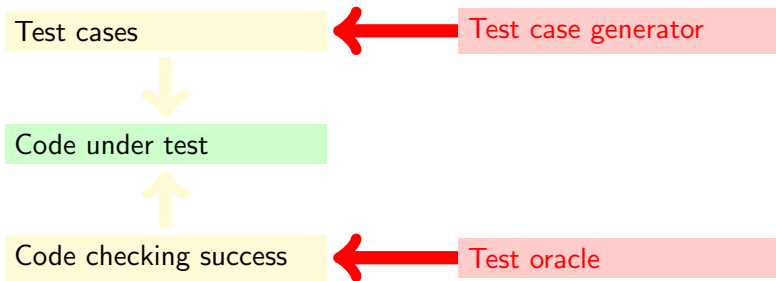 Test cases
Test case generator
Code under test
Code checking success
Test oracle